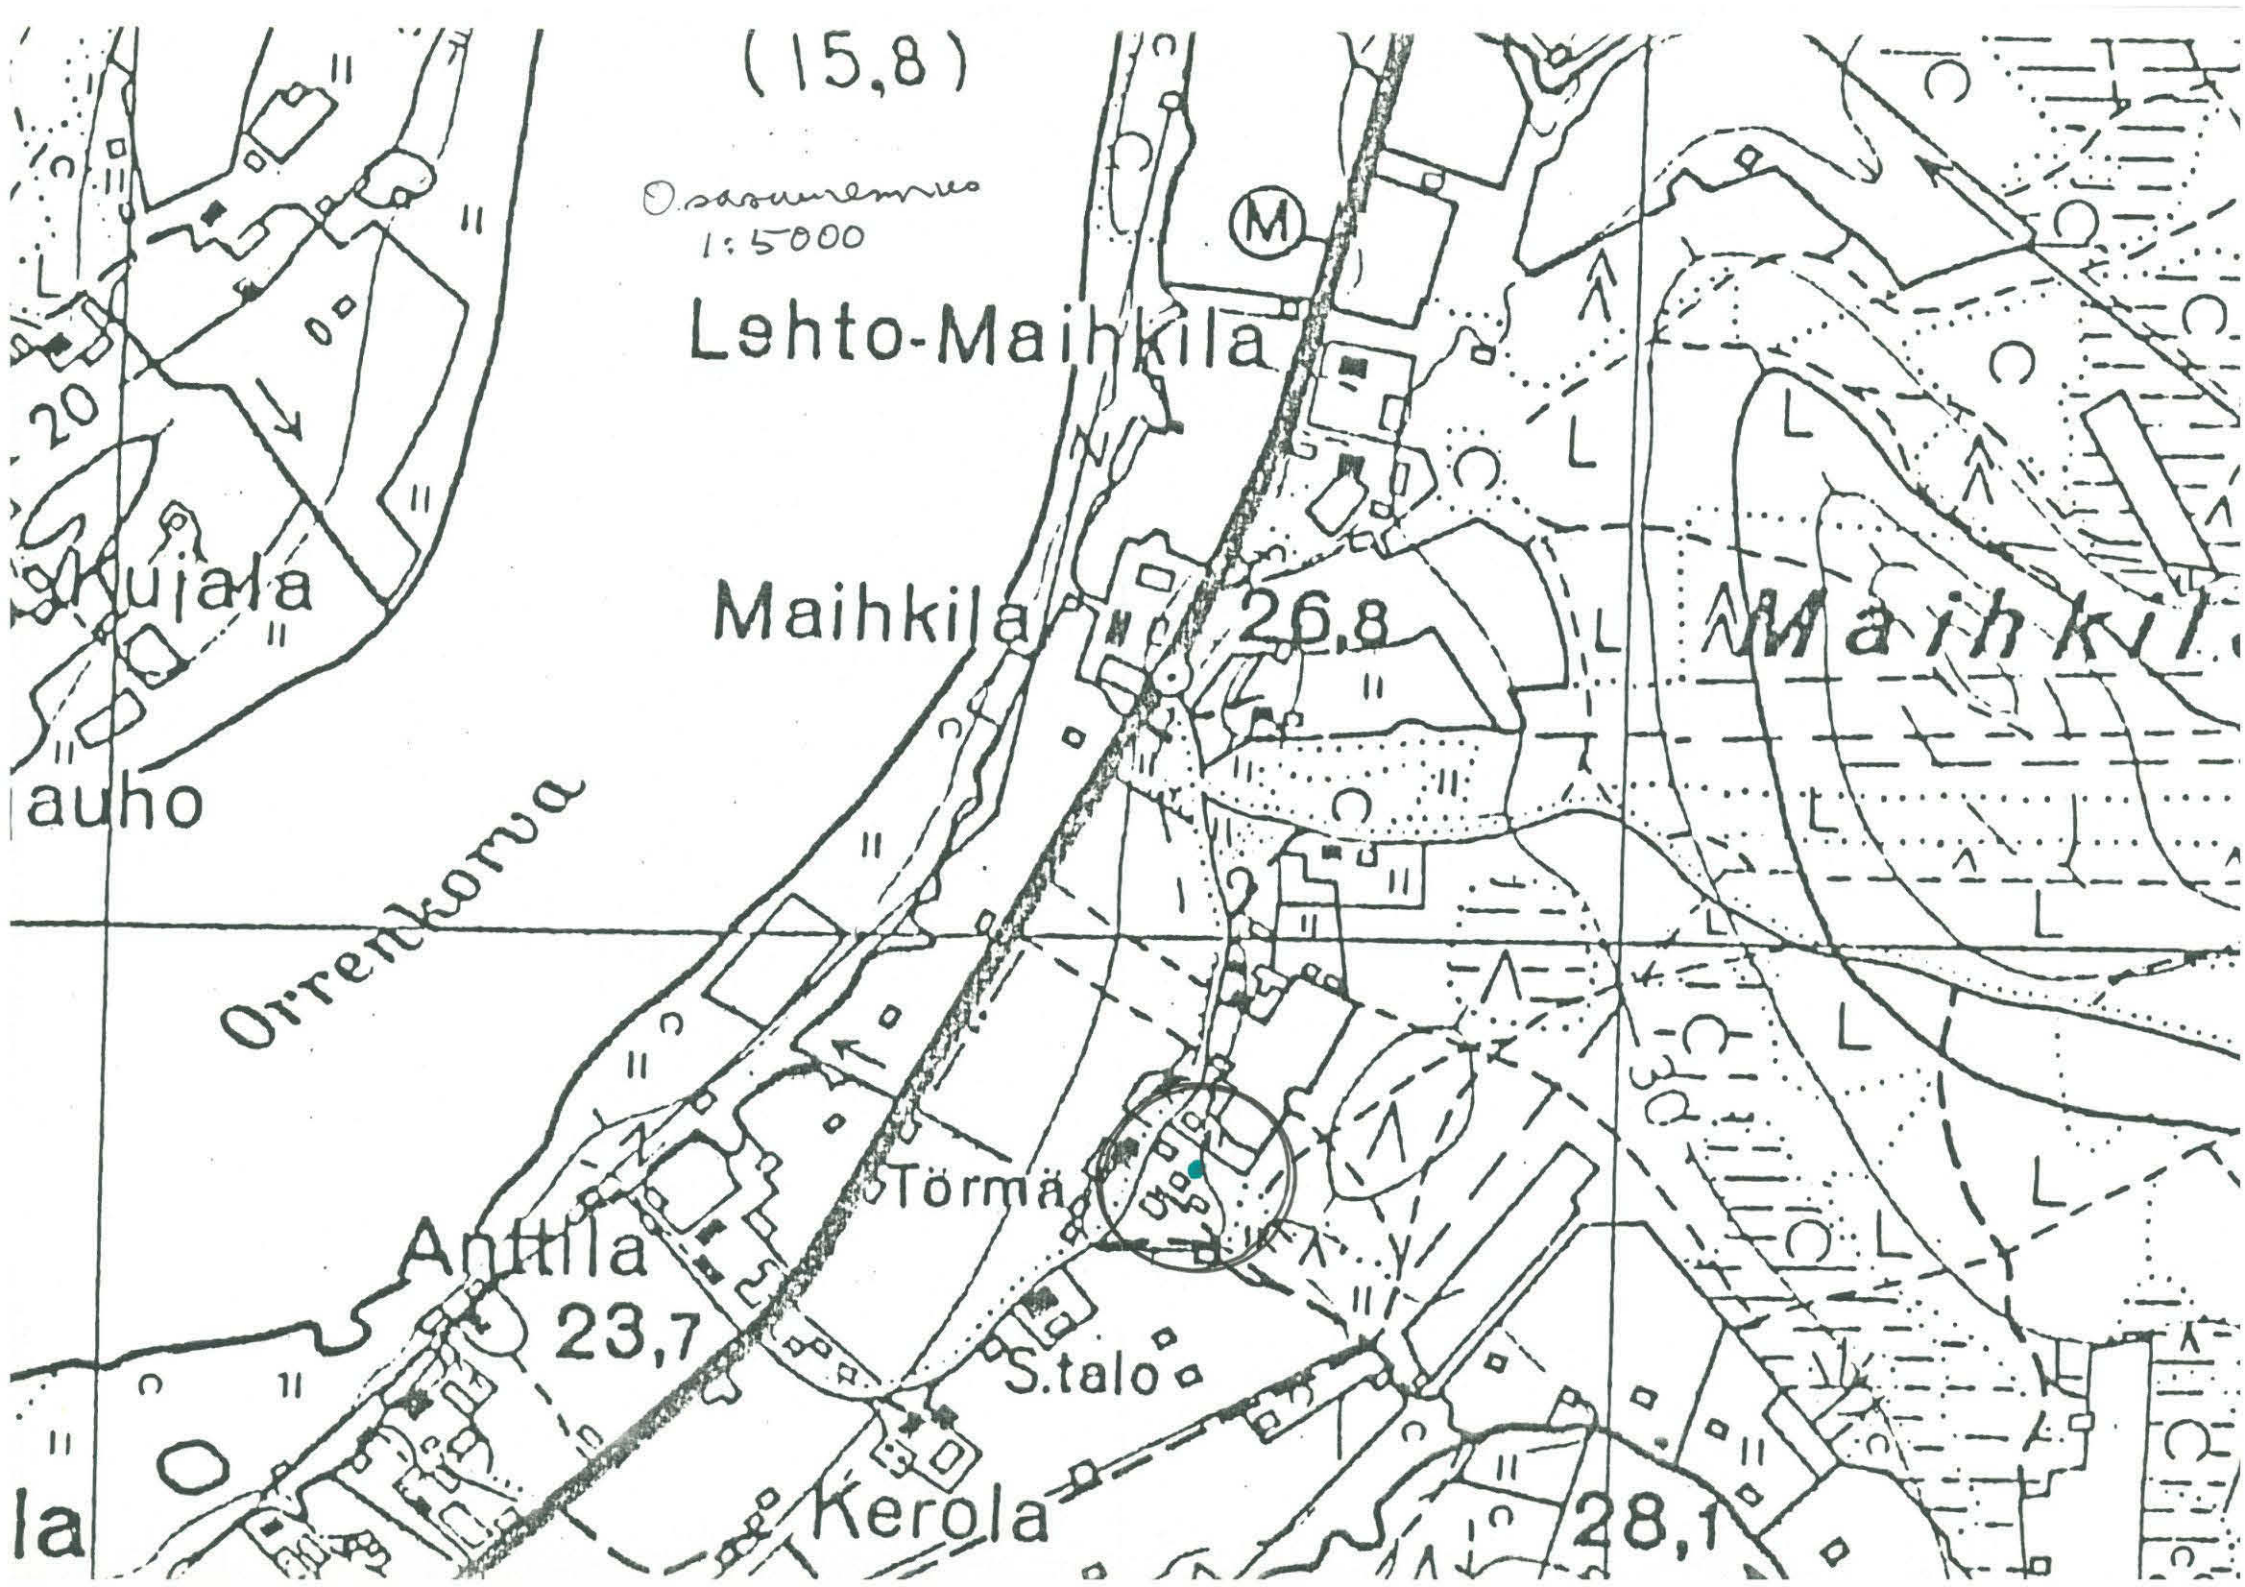 (15,8)
Osasuurennus
1:5000
M
Lehto-Maihkila
20
Kujala
Maihkila
26,8
Maihkil
auho
Orrenkorva
30
Törmä
Anttila
23,7
S.talo
Kerola
28,1
la